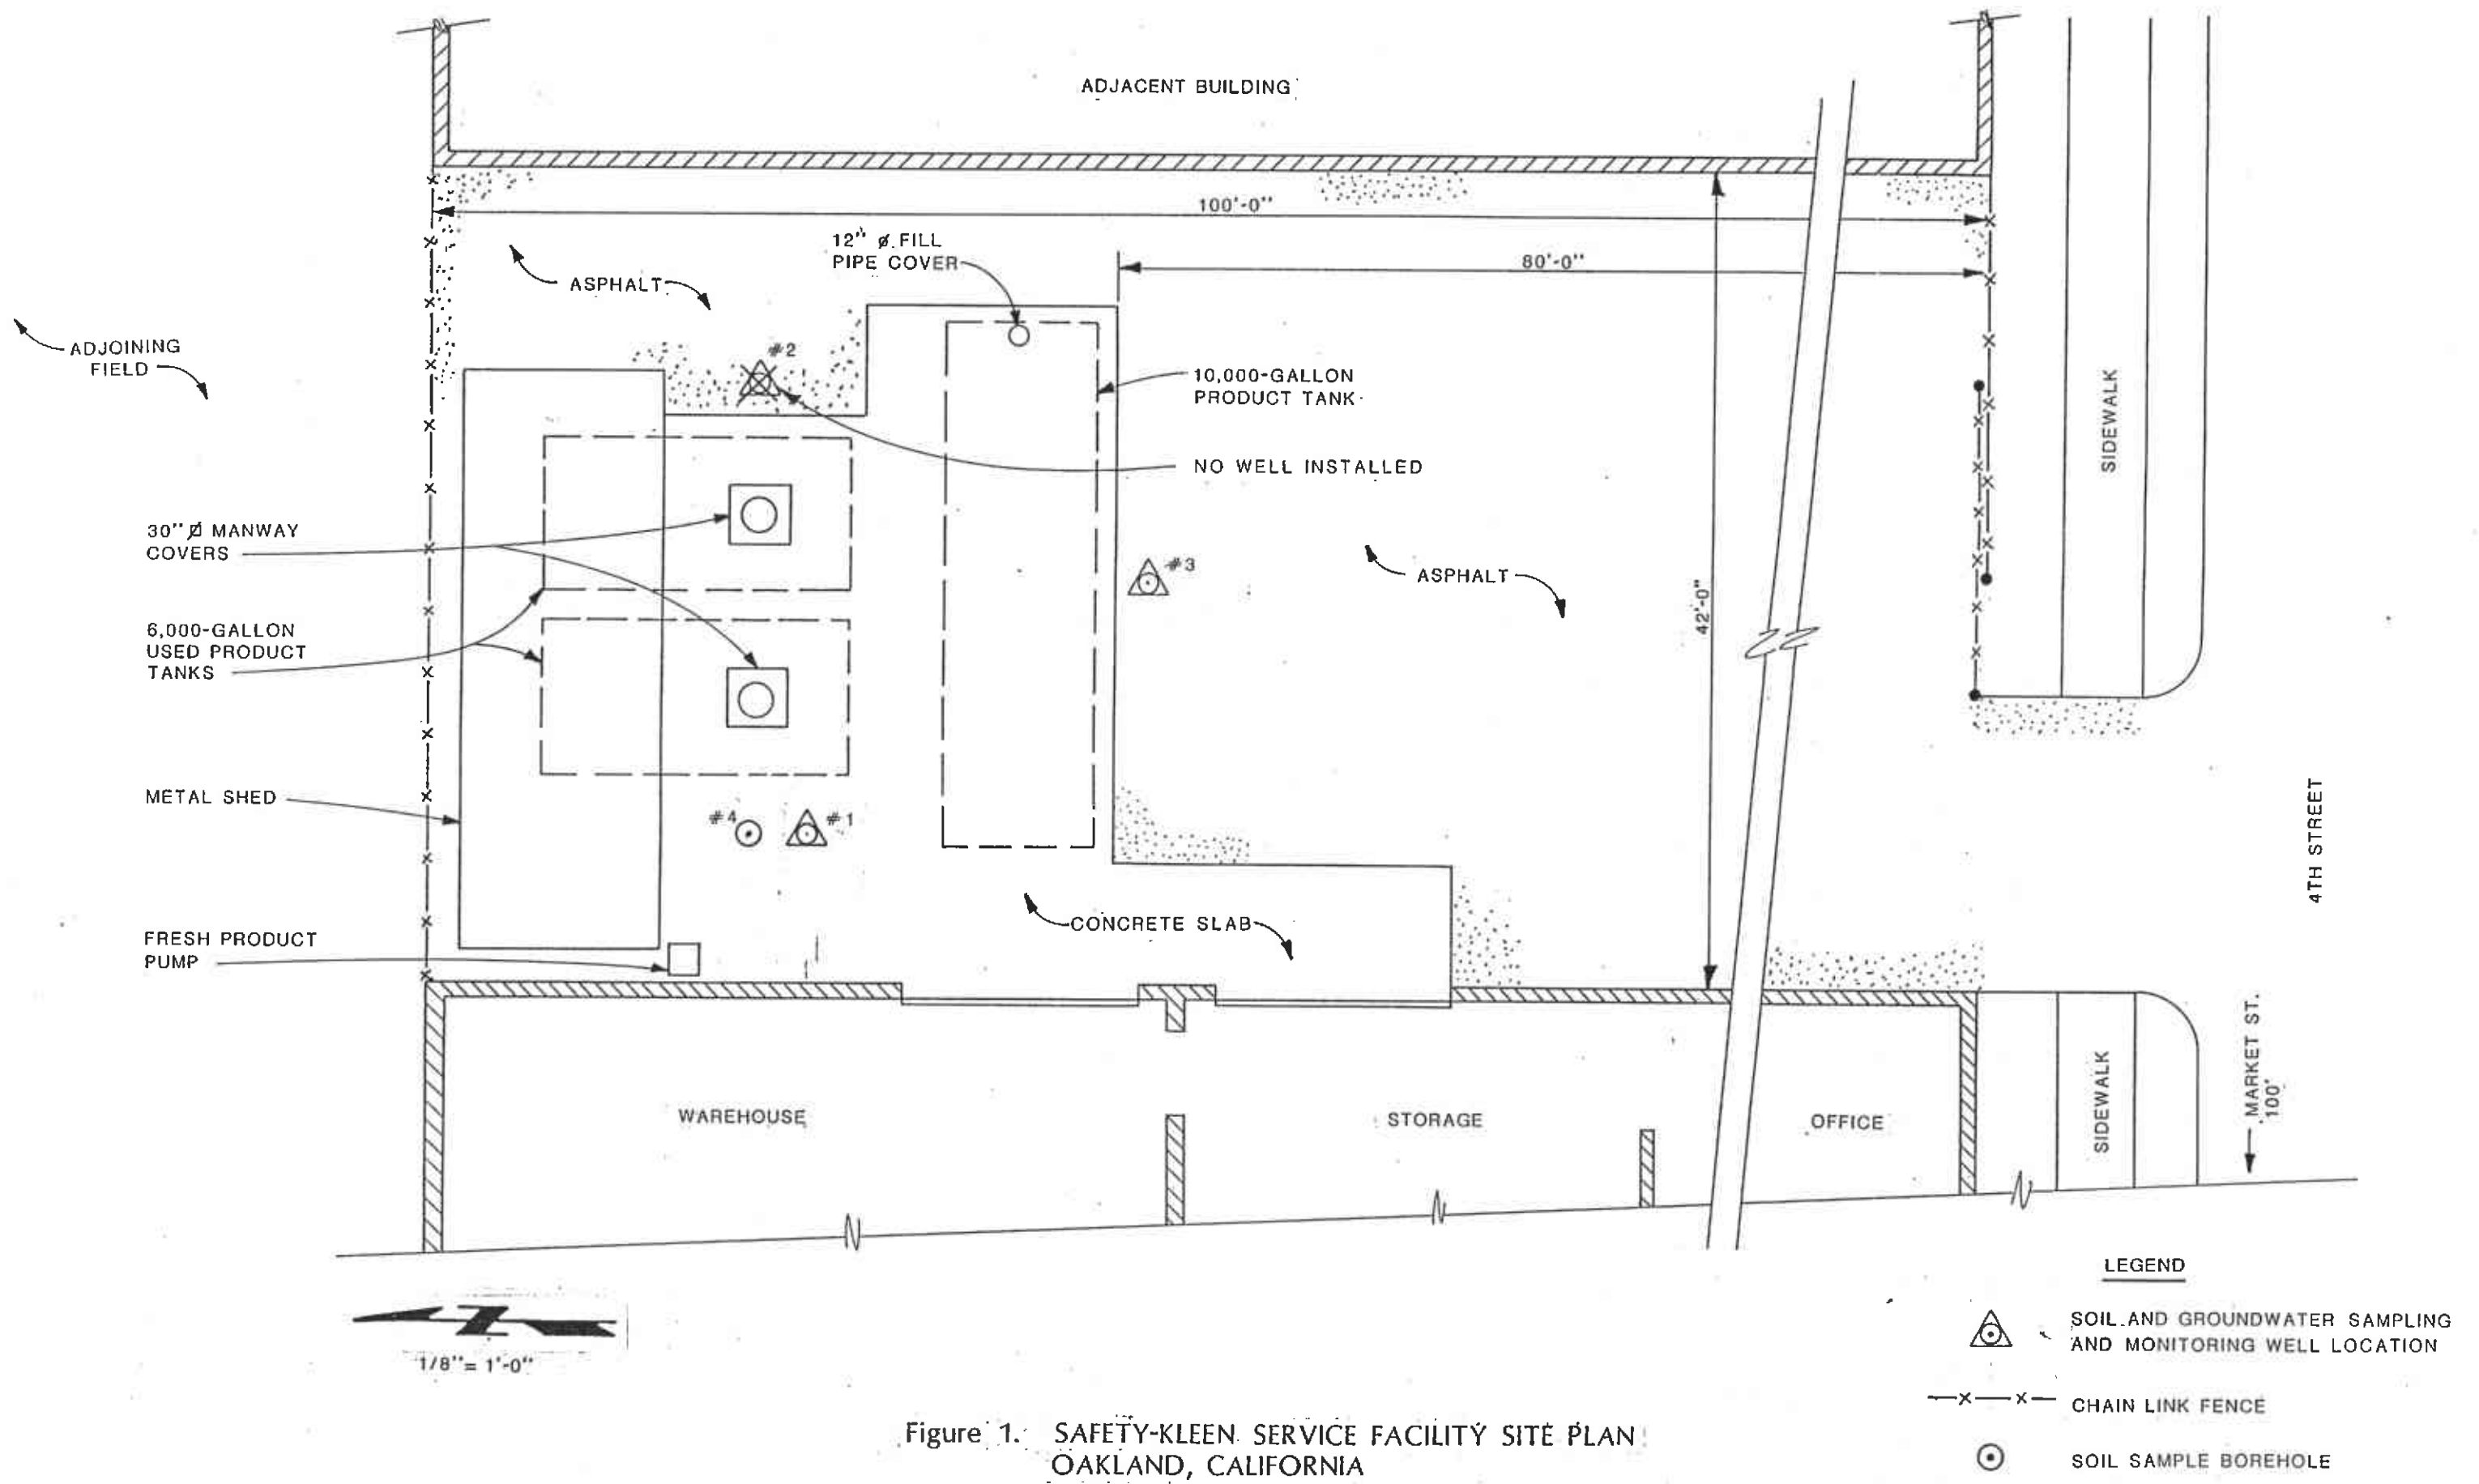 ADJACENT BUILDING
100'-0"
12" ø FILL
PIPE COVER
80'-0"
ASPHALT
ADJOINING
FIELD
#2
10,000-GALLON
PRODUCT TANK
SIDEWALK
NO WELL INSTALLED
30" Ø MANWAY
COVERS
#3
ASPHALT
42'-0"
6,000-GALLON
USED PRODUCT
TANKS
METAL SHED
#4
#1
4TH STREET
CONCRETE SLAB
FRESH PRODUCT
PUMP
WAREHOUSE
STORAGE
OFFICE
SIDEWALK
MARKET ST.
100'
LEGEND
SOIL AND GROUNDWATER SAMPLING
AND MONITORING WELL LOCATION
CHAIN LINK FENCE
SOIL SAMPLE BOREHOLE
Z
1/8" = 1'-0"
Figure 1. SAFETY-KLEEN SERVICE FACILITY SITE PLAN
OAKLAND, CALIFORNIA